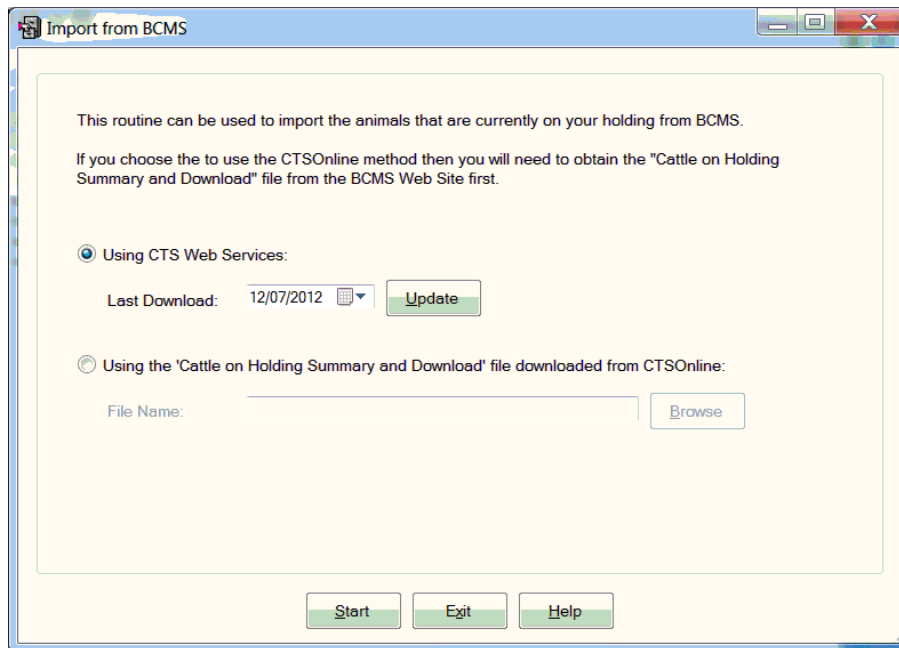 Import from BCMS
This routine can be used to import the animals that are currently on your holding from BCMS.
If you choose the to use the CTSOnline method then you will need to obtain the "Cattle on Holding
Summary and Download" file from the BCMS Web Site first.
Using CTS Web Services:
Last Download: 12/07/2012 Update
Using the 'Cattle on Holding Summary and Download' file downloaded from CTSOnline:
File Name: Browse
Start Exit Help